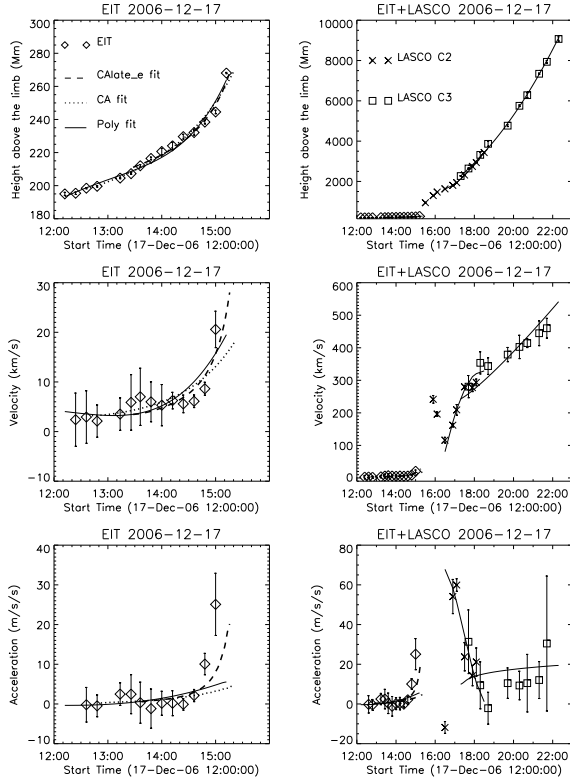 EIT 2006-12-17
300
280
260
240
220
200
180
Height above the limb (Mm)
EIT
CAlate_e fit
CA fit
Poly fit
12:00 13:00 14:00 15:00
Start Time (17-Dec-06 12:00:00)
EIT+LASCO 2006-12-17
10000
8000
6000
4000
2000
Height above the limb (Mm)
LASCO C2
LASCO C3
12:00 14:00 16:00 18:00 20:00 22:00
Start Time (17-Dec-06 12:00:00)
EIT 2006-12-17
30
20
10
0
-10
Velocity (km/s)
12:00 13:00 14:00 15:00
Start Time (17-Dec-06 12:00:00)
EIT+LASCO 2006-12-17
600
500
400
300
200
100
0
Velocity (km/s)
12:00 14:00 16:00 18:00 20:00 22:00
Start Time (17-Dec-06 12:00:00)
EIT 2006-12-17
40
30
20
10
0
-10
Acceleration (m/s/s)
12:00 13:00 14:00 15:00
Start Time (17-Dec-06 12:00:00)
EIT+LASCO 2006-12-17
80
60
40
20
0
-20
Acceleration (m/s/s)
12:00 14:00 16:00 18:00 20:00 22:00
Start Time (17-Dec-06 12:00:00)